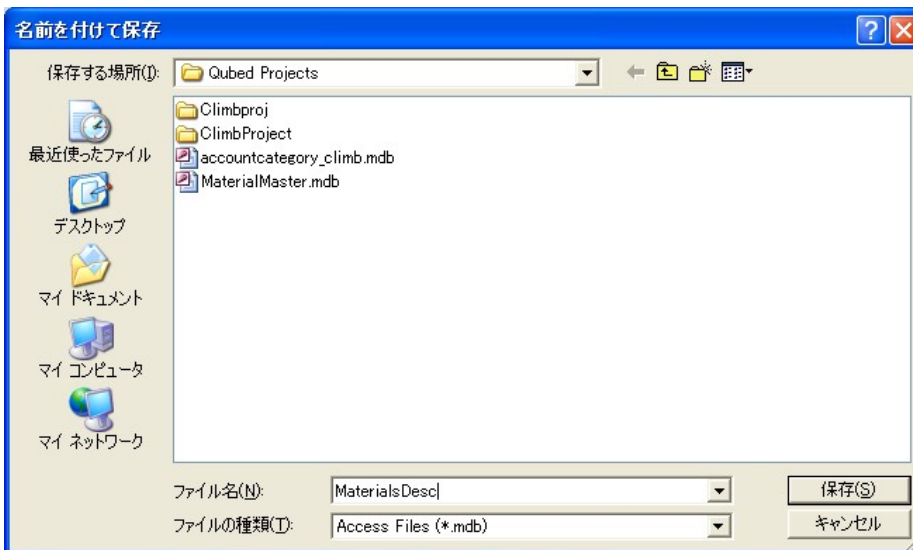 名前を付けて保存
保存する場所(I):
Qubed Projects
最近使ったファイル
デスクトップ
マイ ドキュメント
マイ コンピュータ
マイ ネットワーク
Climbproj
ClimbProject
accountcategory_climb.mdb
MaterialMaster.mdb
ファイル名(N):
MaterialsDesc
保存(S)
ファイルの種類(T):
Access Files (*.mdb)
キャンセル